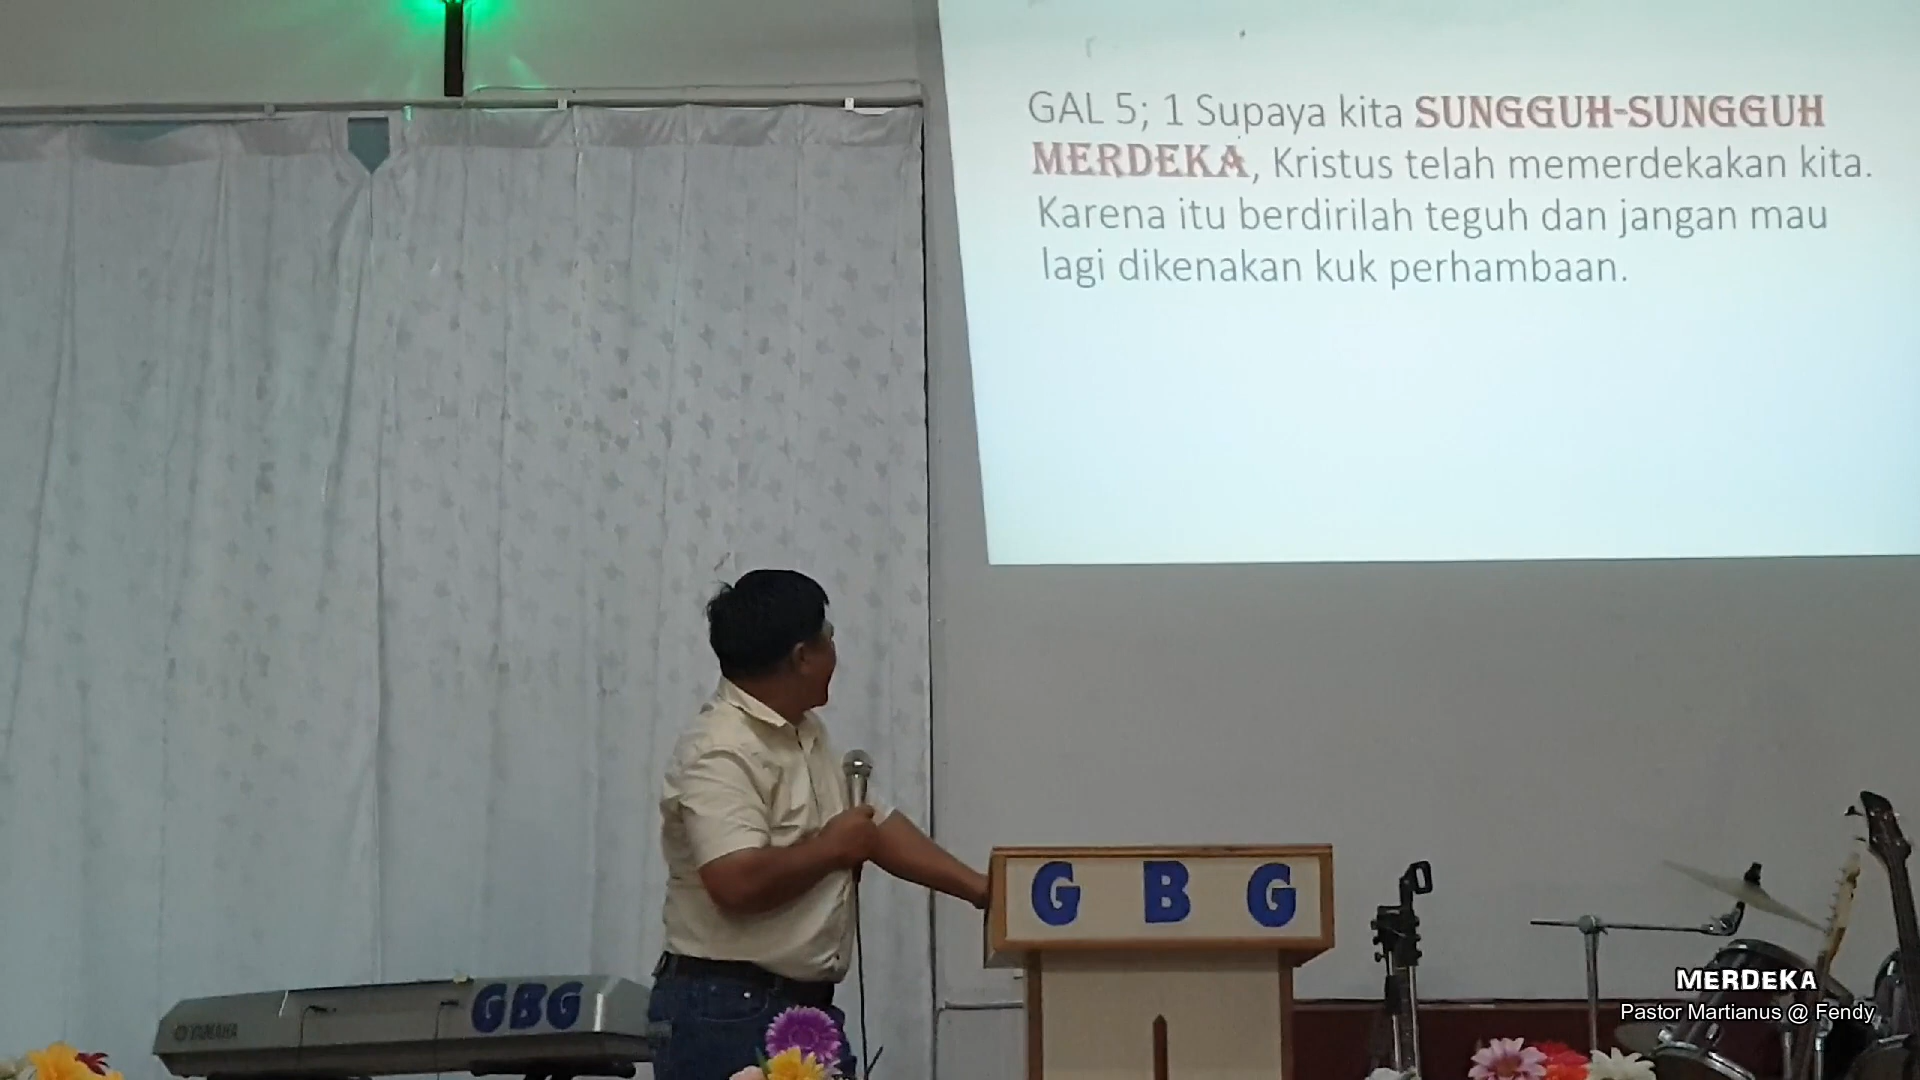 GAL 5; 1 Supaya kita SUNGGUH-SUNGGUH
MERDEKA, Kristus telah memerdekakan kita.
Karena itu berdirilah teguh dan jangan mau
lagi dikenakan kuk perhambaan.
G B G
GBG
YAMAHA
MERDEKA
Pastor Martianus @ Fendy